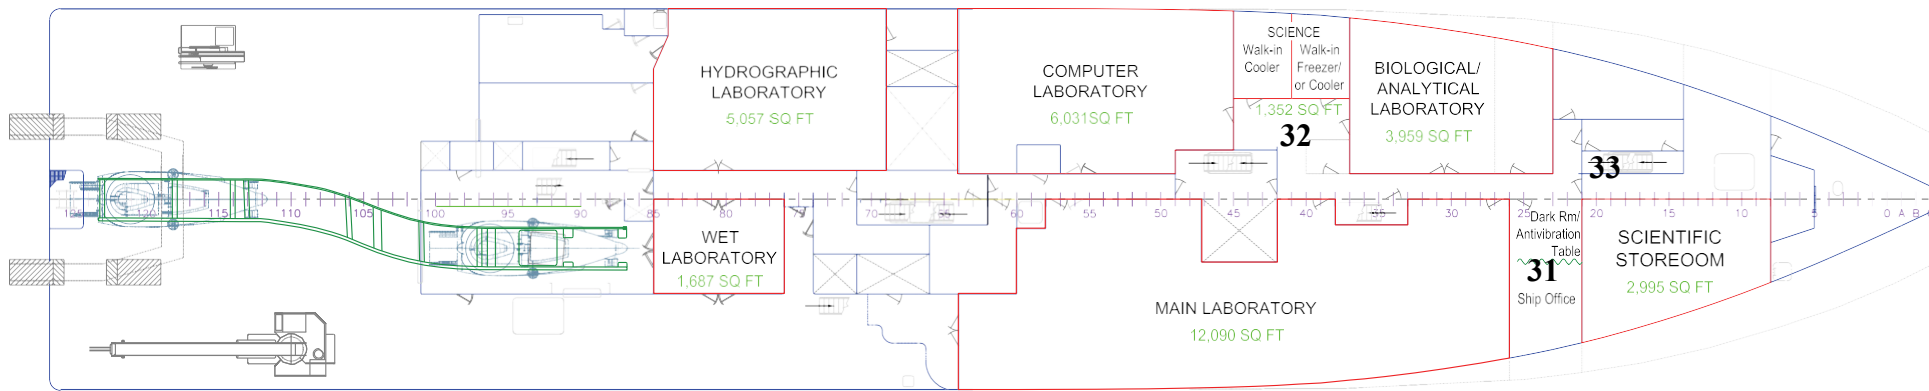 HYDROGRAPHIC
LABORATORY
5,057 SQ FT
COMPUTER
LABORATORY
6,031SQ FT
SCIENCE
Walk-in
Cooler
Walk-in
Freezer/
or Cooler
1,352 SQ FT
32
BIOLOGICAL/
ANALYTICAL
LABORATORY
3,959 SQ FT
33
125 120 110 105 100 95 90 85 80 70 60 55 50 45 40 35 30 25 20 10 5 0 A B
WET
LABORATORY
1,687 SQ FT
MAIN LABORATORY
12,090 SQ FT
Dark Rm/
Antivibration
Table
31
Ship Office
SCIENTIFIC
STOREOOM
2,995 SQ FT